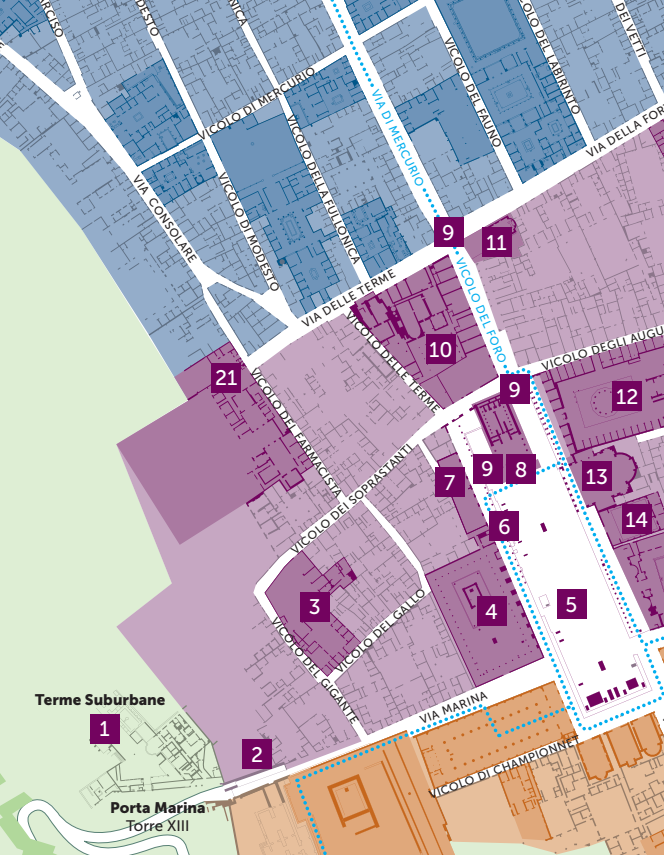 VICOLO DI MERCURIO
VICOLO DEL FAUNO
VICOLO DEL LABIRINTO
DEI VETTI
VIA DELLA FOR
VIA DI MERCURIO
VICOLO DELLA FULLONICA
VICOLO DI MODESTO
VIA CONSOLARE
VIA DELLE TERME
9
11
VICOLO DEL FORO
VICOLO DELLE TERME
10
VICOLO DEGLI AUGU
21
VICOLO DEL FARMACISTA
9
12
VICOLO DEI SOPRASTANTI
7
9
8
13
6
14
3
4
5
VICOLO DEL GALLO
VICOLO DEL GIGANTE
VIA MARINA
Terme Suburbane
1
2
VICOLO DI CHAMPIONNET
Porta Marina
Torre XIII